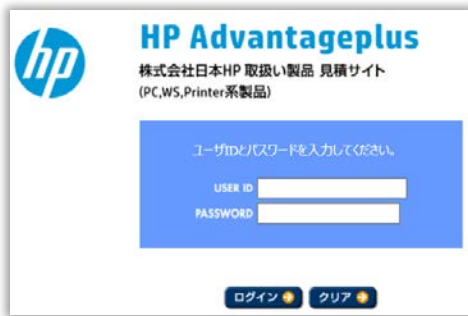 hp
HP Advantageplus
株式会社日本HP 取扱い製品 見積サイト
(PC,WS,Printer系製品)
ユーザIDとパスワードを入力してください。
USER ID
PASSWORD
ログイン
クリア